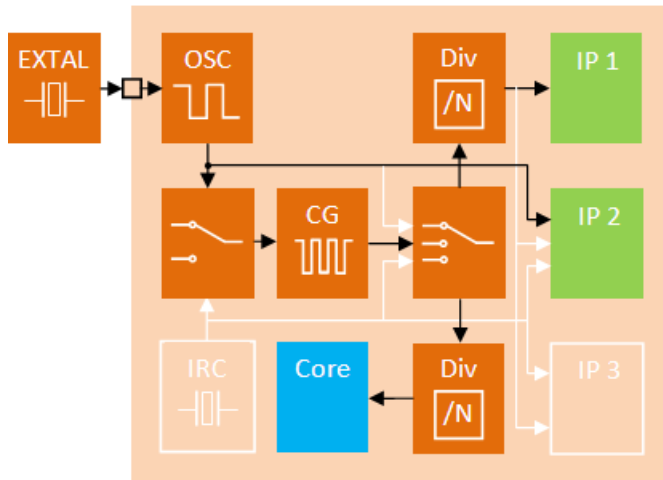 EXTAL
OSC
Div
/N
IP 1
CG
IP 2
IRC
Core
Div
/N
IP 3